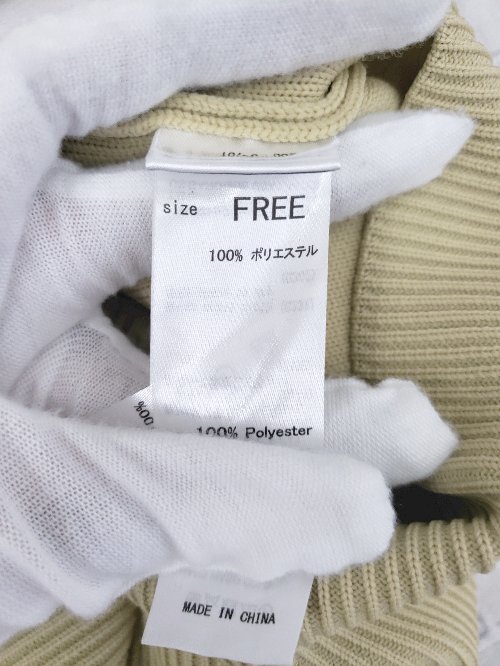 size FREE
100% ポリエステル
100% Polyester
MADE IN CHINA